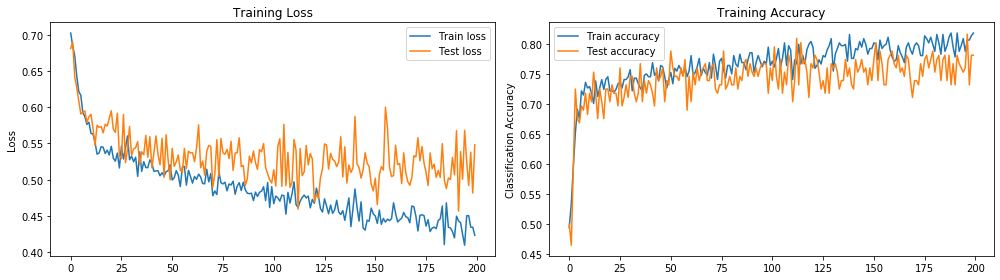 Training Loss
Loss
0.70
0.65
0.60
0.55
0.50
0.45
0.40
0 25 50 75 100 125 150 175 200
Train loss
Test loss
Training Accuracy
Classification Accuracy
0.80
0.75
0.70
0.65
0.60
0.55
0.50
0.45
0 25 50 75 100 125 150 175 200
Train accuracy
Test accuracy